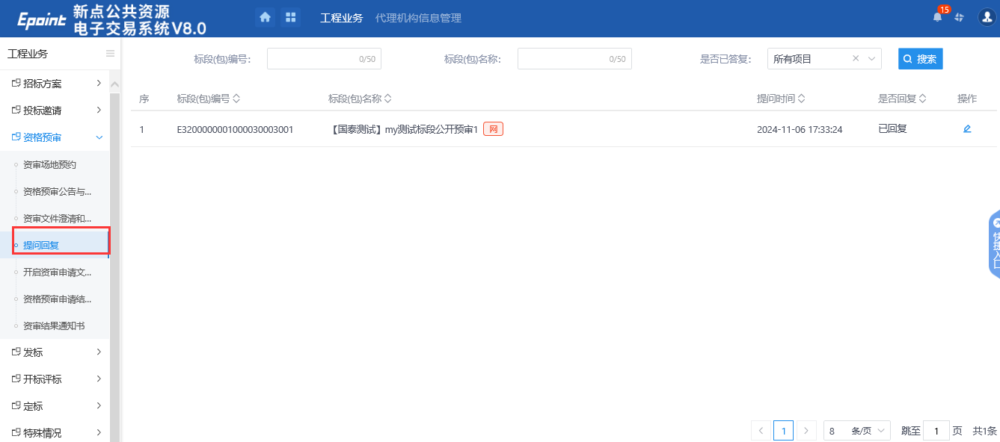 Epoint 新点公共资源
电子交易系统V8.0
工程业务 代理机构信息管理
15
工程业务
招标方案
投标邀请
资格预审
资审场地预约
资格预审公告与...
资审文件澄清和...
提问回复
开启资审申请文...
资格预审申请结...
资审结果通知书
发标
开标评标
定标
特殊情况
标段(包)编号： 0/50 标段(包)名称： 0/50 是否已答复： 所有项目 搜索
序 标段(包)编号 标段(包)名称 提问时间 是否回复 操作
1 E3200000001000030003001 【国泰测试】my测试标段公开预审1 网 2024-11-06 17:33:24 已回复
快捷入口
1 8 条/页 跳至 1 页 共1条